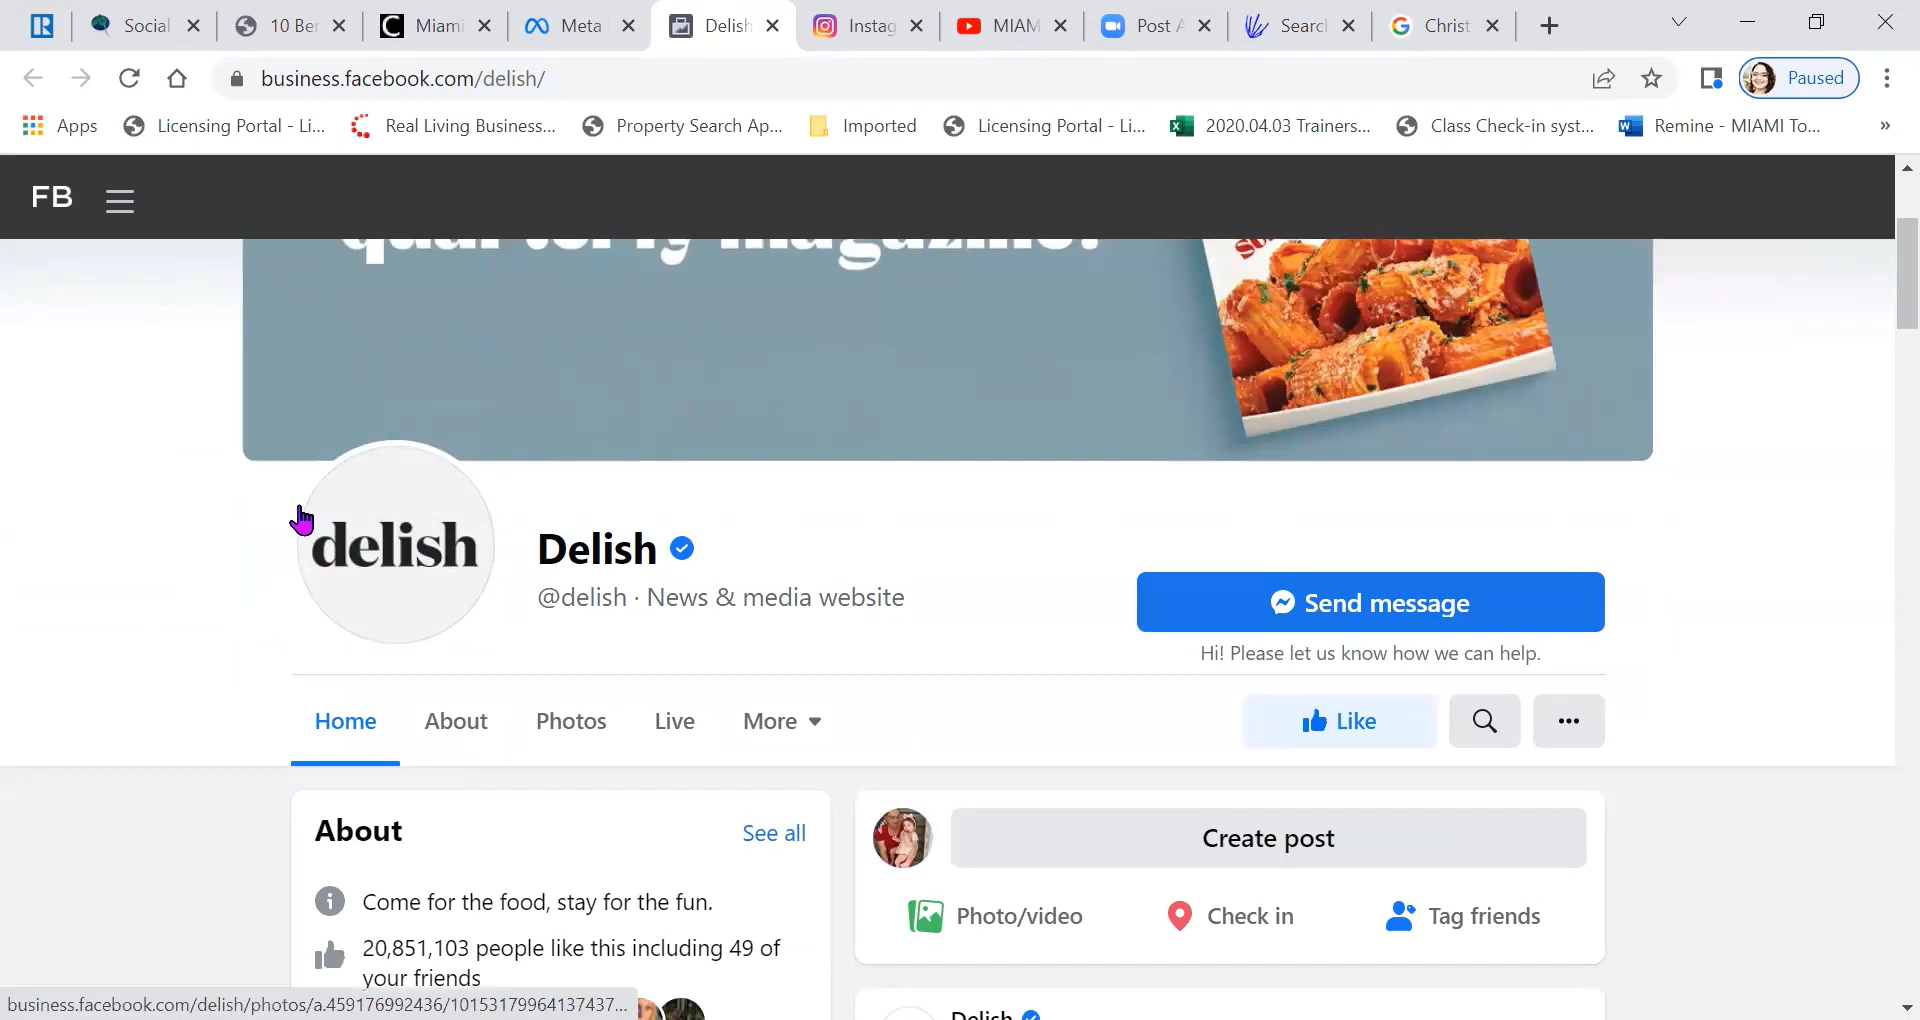 Social
10 Ber
Miami
Meta
Delish
Instag
MIAM
Post A
Search
Christ
business.facebook.com/delish/
Paused
Apps
Licensing Portal - Li...
Real Living Business...
Property Search Ap...
Imported
Licensing Portal - Li...
2020.04.03 Trainers...
Class Check-in syst...
Remine - MIAMI To...
»
FB
quarterly magazine!
delish
Delish
@delish · News & media website
Send message
Hi! Please let us know how we can help.
Home
About
Photos
Live
More
Like
About
See all
Come for the food, stay for the fun.
20,851,103 people like this including 49 of
your friends
Create post
Photo/video
Check in
Tag friends
Delish
business.facebook.com/delish/photos/a.459176992436/10153179964137437...